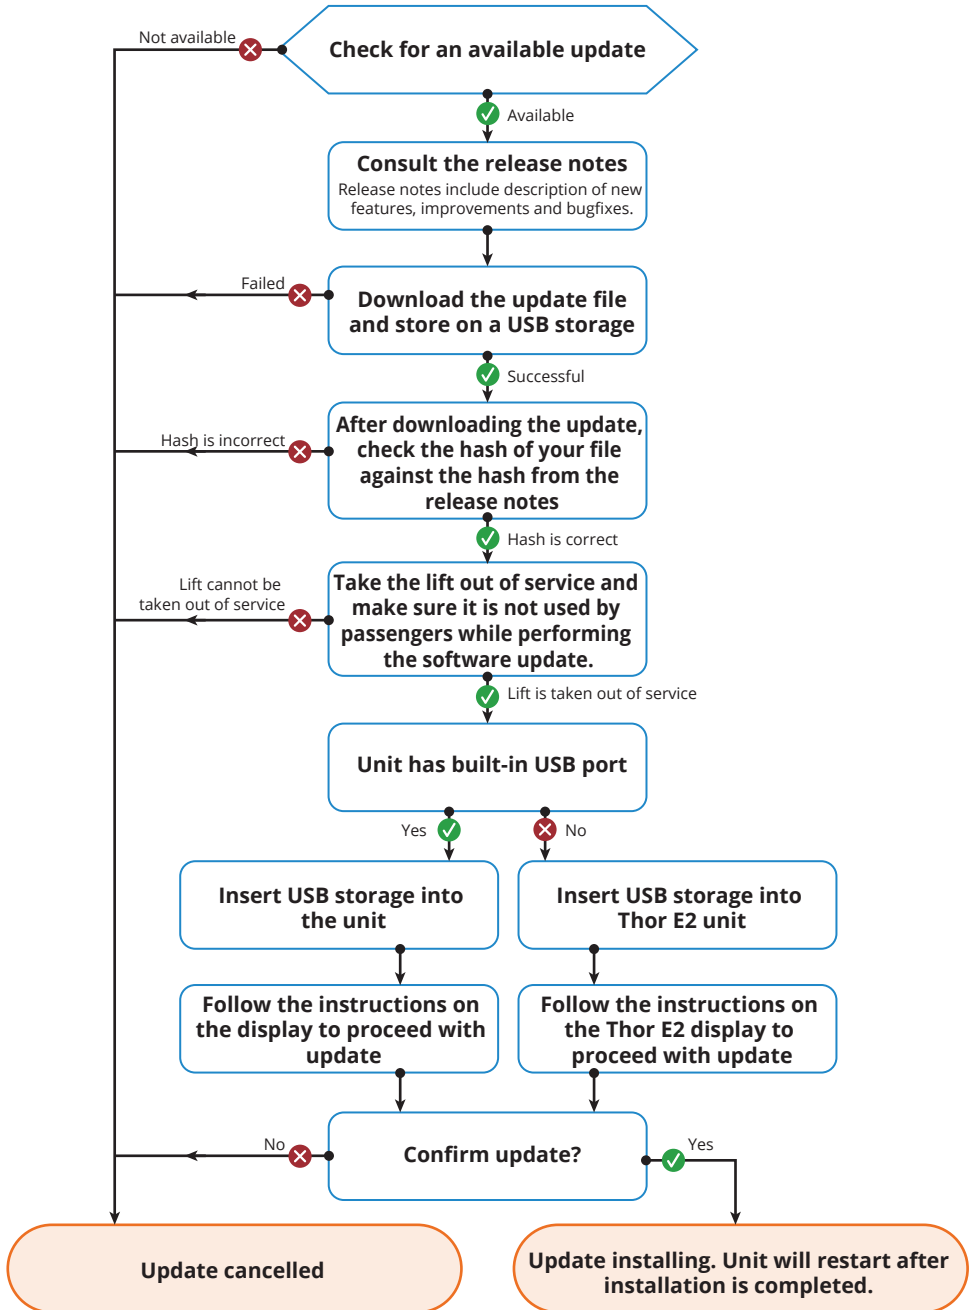 Not available
Check for an available update
Available
Consult the release notes
Release notes include description of new
features, improvements and bugfixes.
Failed
Download the update file
and store on a USB storage
Successful
Hash is incorrect
After downloading the update,
check the hash of your file
against the hash from the
release notes
Hash is correct
Lift cannot be
taken out of service
Take the lift out of service and
make sure it is not used by
passengers while performing
the software update.
Lift is taken out of service
Unit has built-in USB port
Yes
No
Insert USB storage into
the unit
Insert USB storage into
Thor E2 unit
Follow the instructions on
the display to proceed with
update
Follow the instructions on
the Thor E2 display to
proceed with update
No
Confirm update?
Yes
Update cancelled
Update installing. Unit will restart after
installation is completed.